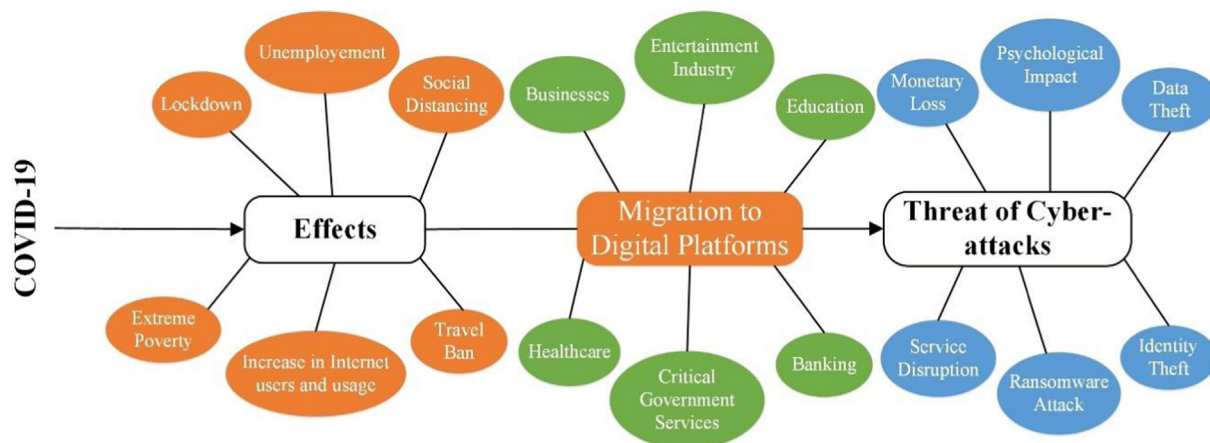 COVID-19
Unemployement
Lockdown
Social
Distancing
Effects
Extreme
Poverty
Increase in Internet
users and usage
Travel
Ban
Entertainment
Industry
Businesses
Education
Migration to
Digital Platforms
Healthcare
Critical
Government
Services
Banking
Psychological
Impact
Monetary
Loss
Data
Theft
Threat of Cyber-
attacks
Service
Disruption
Ransomware
Attack
Identity
Theft